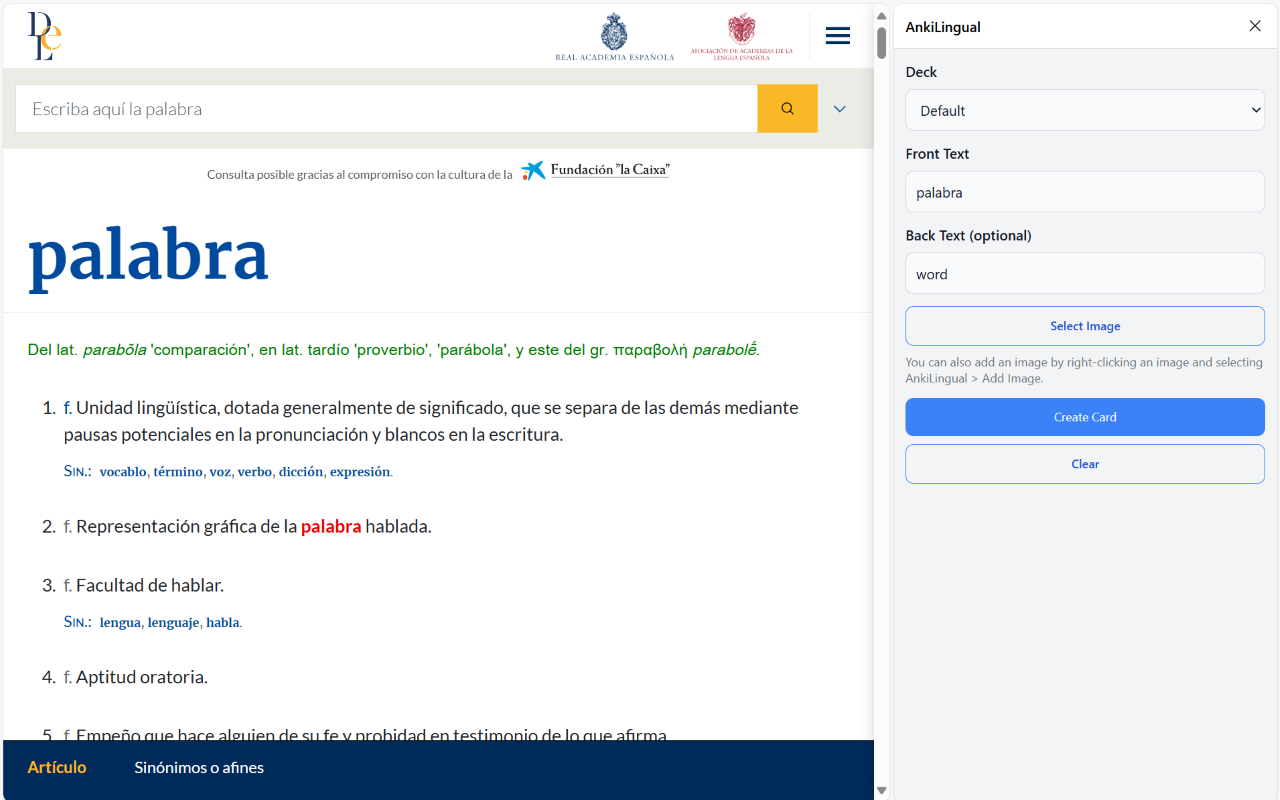 DLe
REAL ACADEMIA ESPAÑOLA
ASOCIACIÓN DE ACADEMIAS DE LA
LENGUA ESPAÑOLA
Escriba aquí la palabra
Consulta posible gracias al compromiso con la cultura de la
Fundación "la Caixa"
palabra
Del lat. parabŏla 'comparación', en lat. tardío 'proverbio', 'parábola', y este del gr. παραβολή parabolḗ.
1. f. Unidad lingüística, dotada generalmente de significado, que se separa de las demás mediante
pausas potenciales en la pronunciación y blancos en la escritura.
Sin.: vocablo, término, voz, verbo, dicción, expresión.
2. f. Representación gráfica de la palabra hablada.
3. f. Facultad de hablar.
Sin.: lengua, lenguaje, habla.
4. f. Aptitud oratoria.
5. f. Empeño que hace alguien de su fe y probidad en testimonio de lo que afirma.
Artículo
Sinónimos o afines
AnkiLingual
Deck
Default
Front Text
palabra
Back Text (optional)
word
Select Image
You can also add an image by right-clicking an image and selecting
AnkiLingual > Add Image.
Create Card
Clear